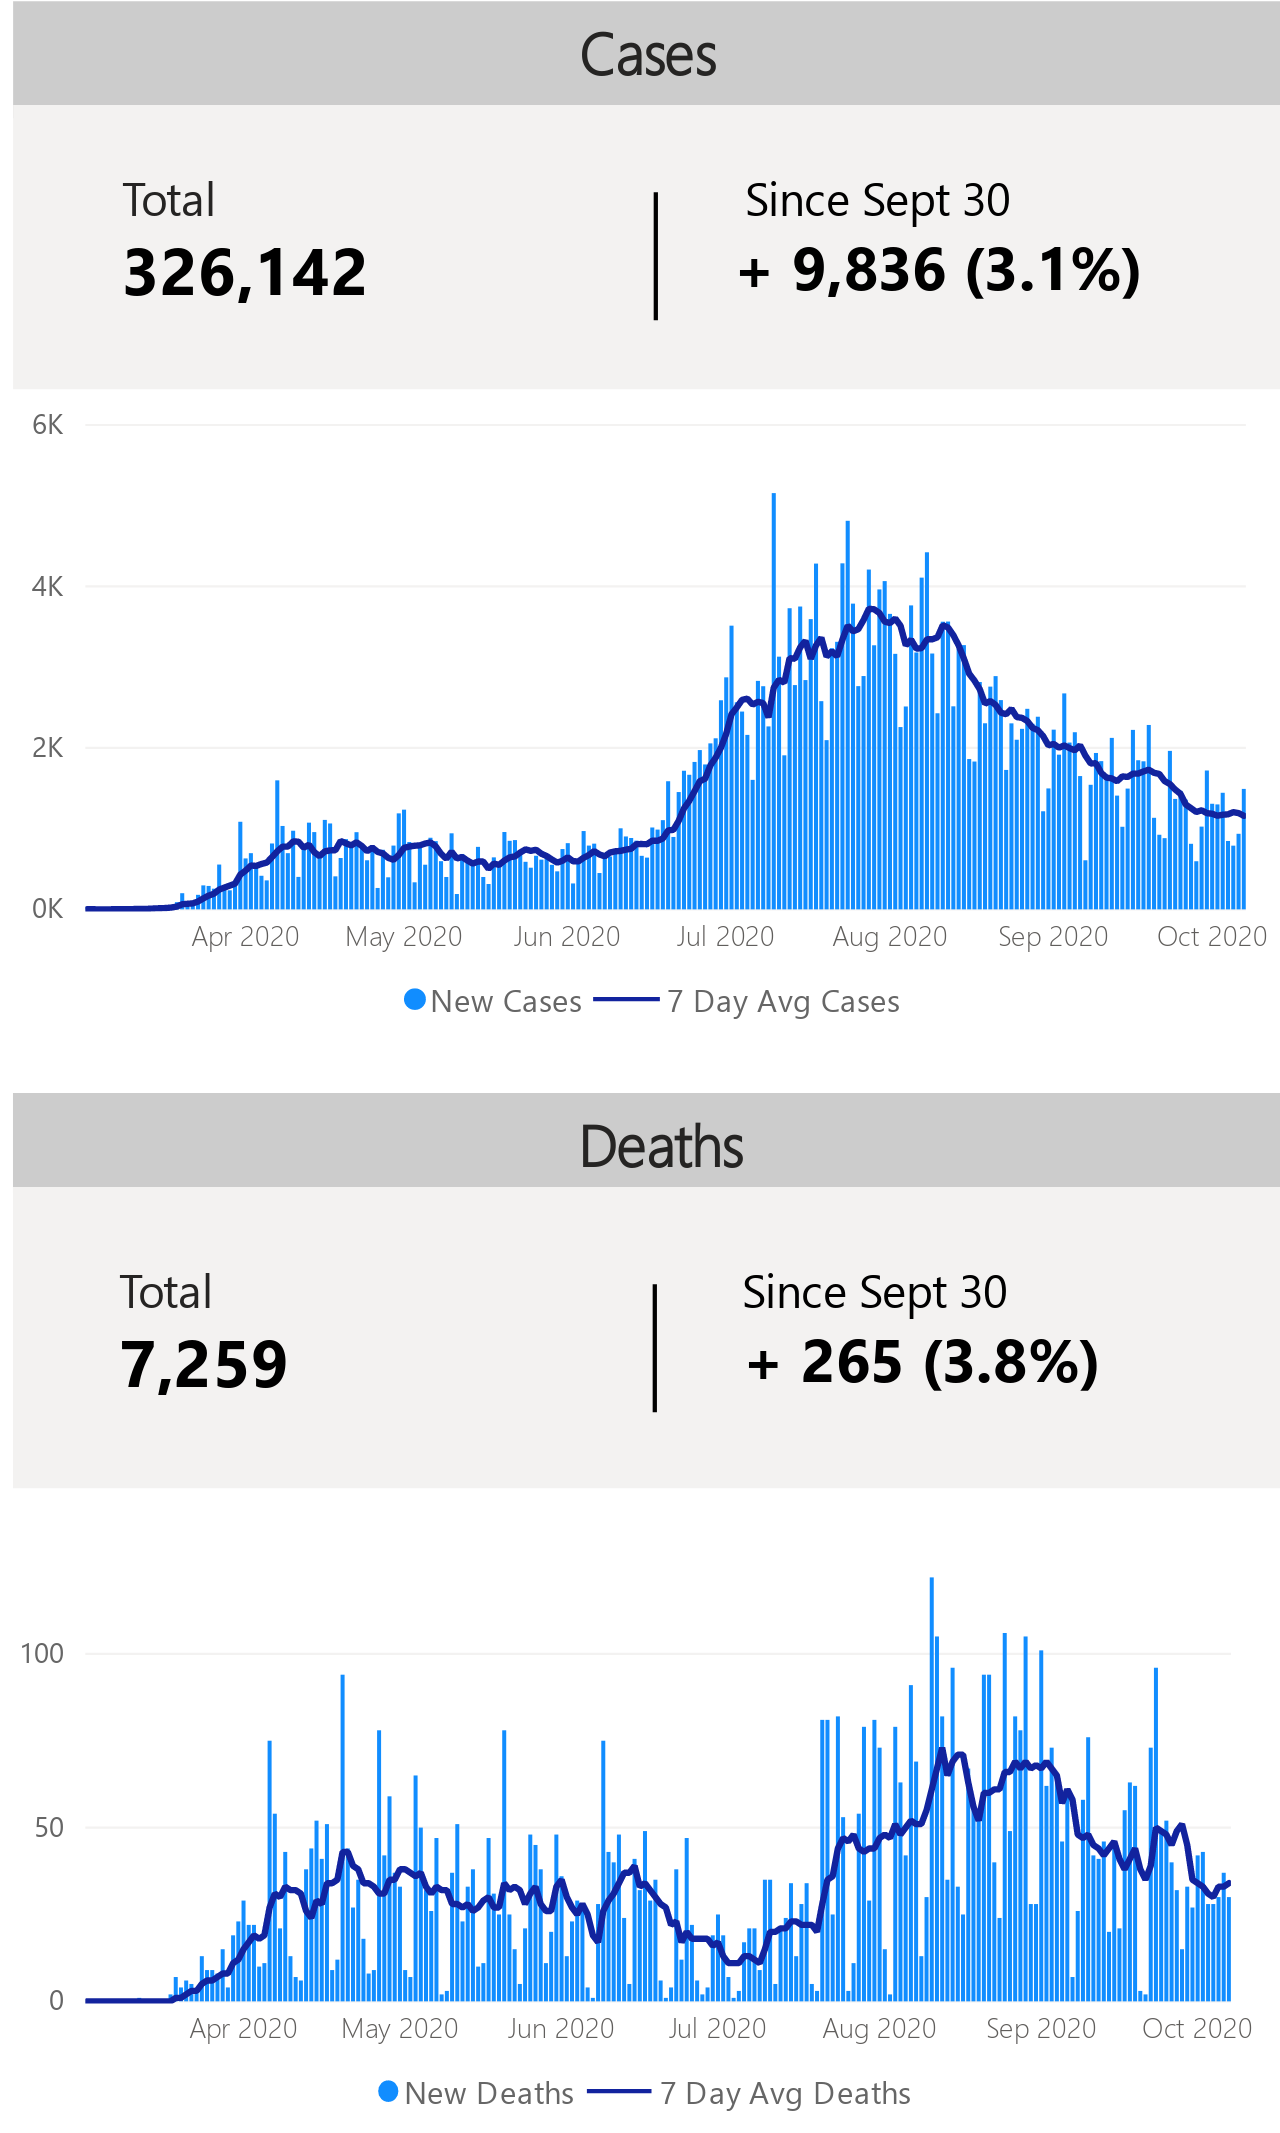 Cases
Total
Since Sept 30
326,142
+ 9,836 (3.1%)
6K
4K
2K
0K
Apr 2020 May 2020 Jun 2020 Jul 2020 Aug 2020 Sep 2020 Oct 2020
New Cases 7 Day Avg Cases
Deaths
Total
Since Sept 30
7,259
+ 265 (3.8%)
100
50
0
Apr 2020 May 2020 Jun 2020 Jul 2020 Aug 2020 Sep 2020 Oct 2020
New Deaths 7 Day Avg Deaths